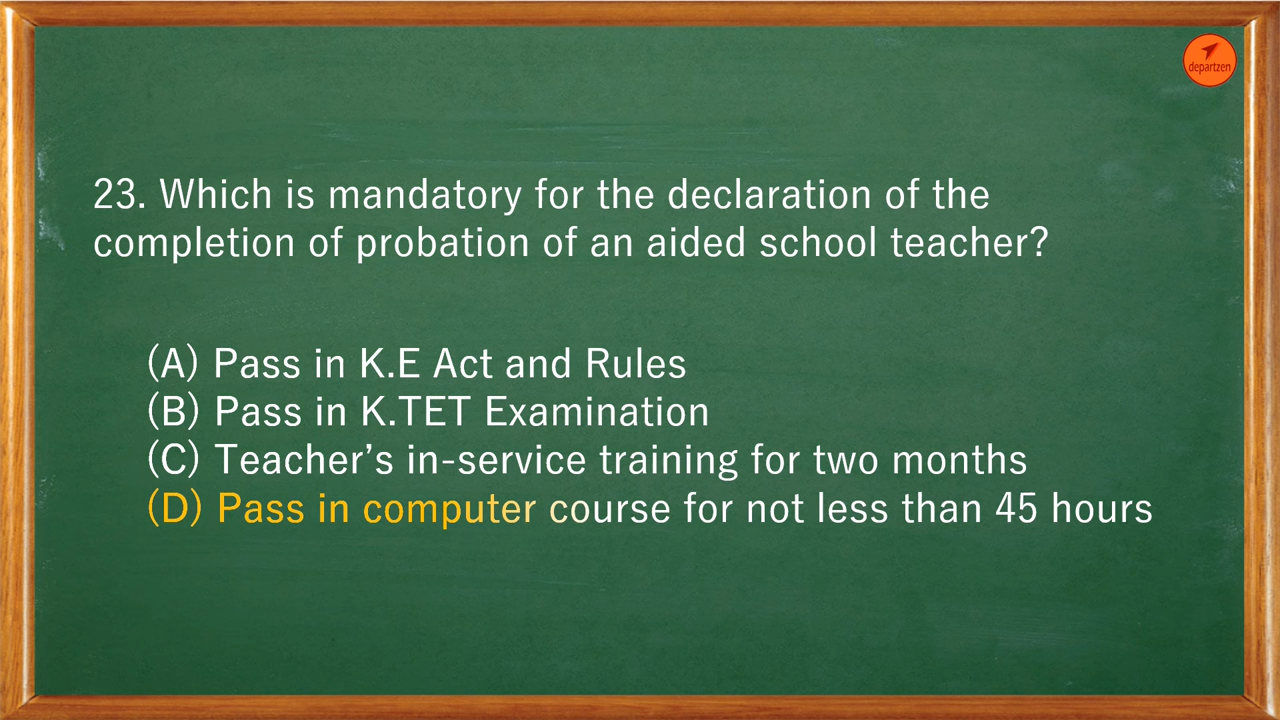 departzen
23. Which is mandatory for the declaration of the
completion of probation of an aided school teacher?
(A) Pass in K.E Act and Rules
(B) Pass in K.TET Examination
(C) Teacher’s in-service training for two months
(D) Pass in computer course for not less than 45 hours